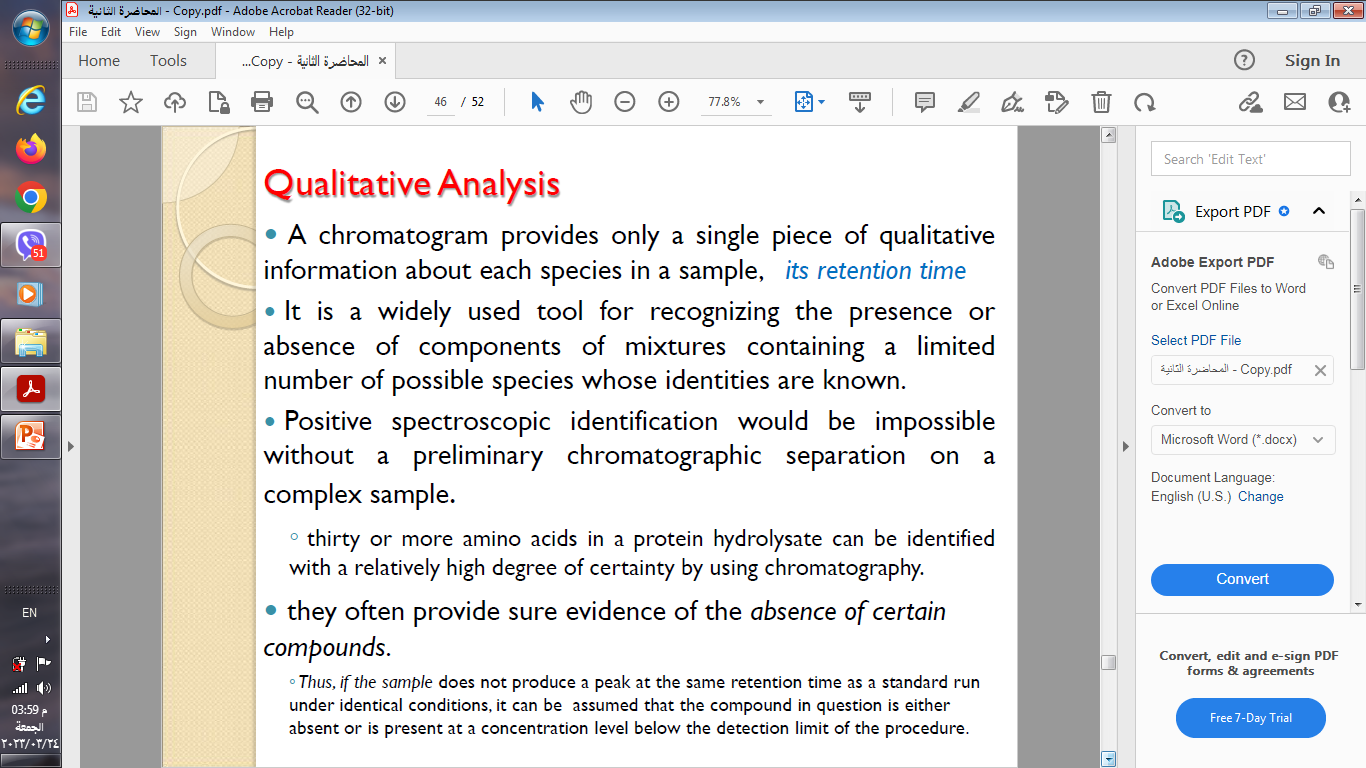 المحاضرة الثانية - Copy.pdf - Adobe Acrobat Reader (32-bit)
File Edit View Sign Window Help
Home Tools ...Copy - المحاضرة الثانية ×
? Sign In
46 / 52 77.8%
Qualitative Analysis
• A chromatogram provides only a single piece of qualitative
information about each species in a sample, its retention time
• It is a widely used tool for recognizing the presence or
absence of components of mixtures containing a limited
number of possible species whose identities are known.
• Positive spectroscopic identification would be impossible
without a preliminary chromatographic separation on a
complex sample.
◦ thirty or more amino acids in a protein hydrolysate can be identified
with a relatively high degree of certainty by using chromatography.
• they often provide sure evidence of the absence of certain
compounds.
◦Thus, if the sample does not produce a peak at the same retention time as a standard run
under identical conditions, it can be assumed that the compound in question is either
absent or is present at a concentration level below the detection limit of the procedure.
Search 'Edit Text'
Export PDF
Adobe Export PDF
Convert PDF Files to Word
or Excel Online
Select PDF File
المحاضرة الثانية - Copy.pdf
Convert to
Microsoft Word (*.docx)
Document Language:
English (U.S.) Change
Convert
Convert, edit and e-sign PDF
forms & agreements
Free 7-Day Trial
51
EN
03:59 م
الجمعة
٢٠٢٣/٠٣/٢٤